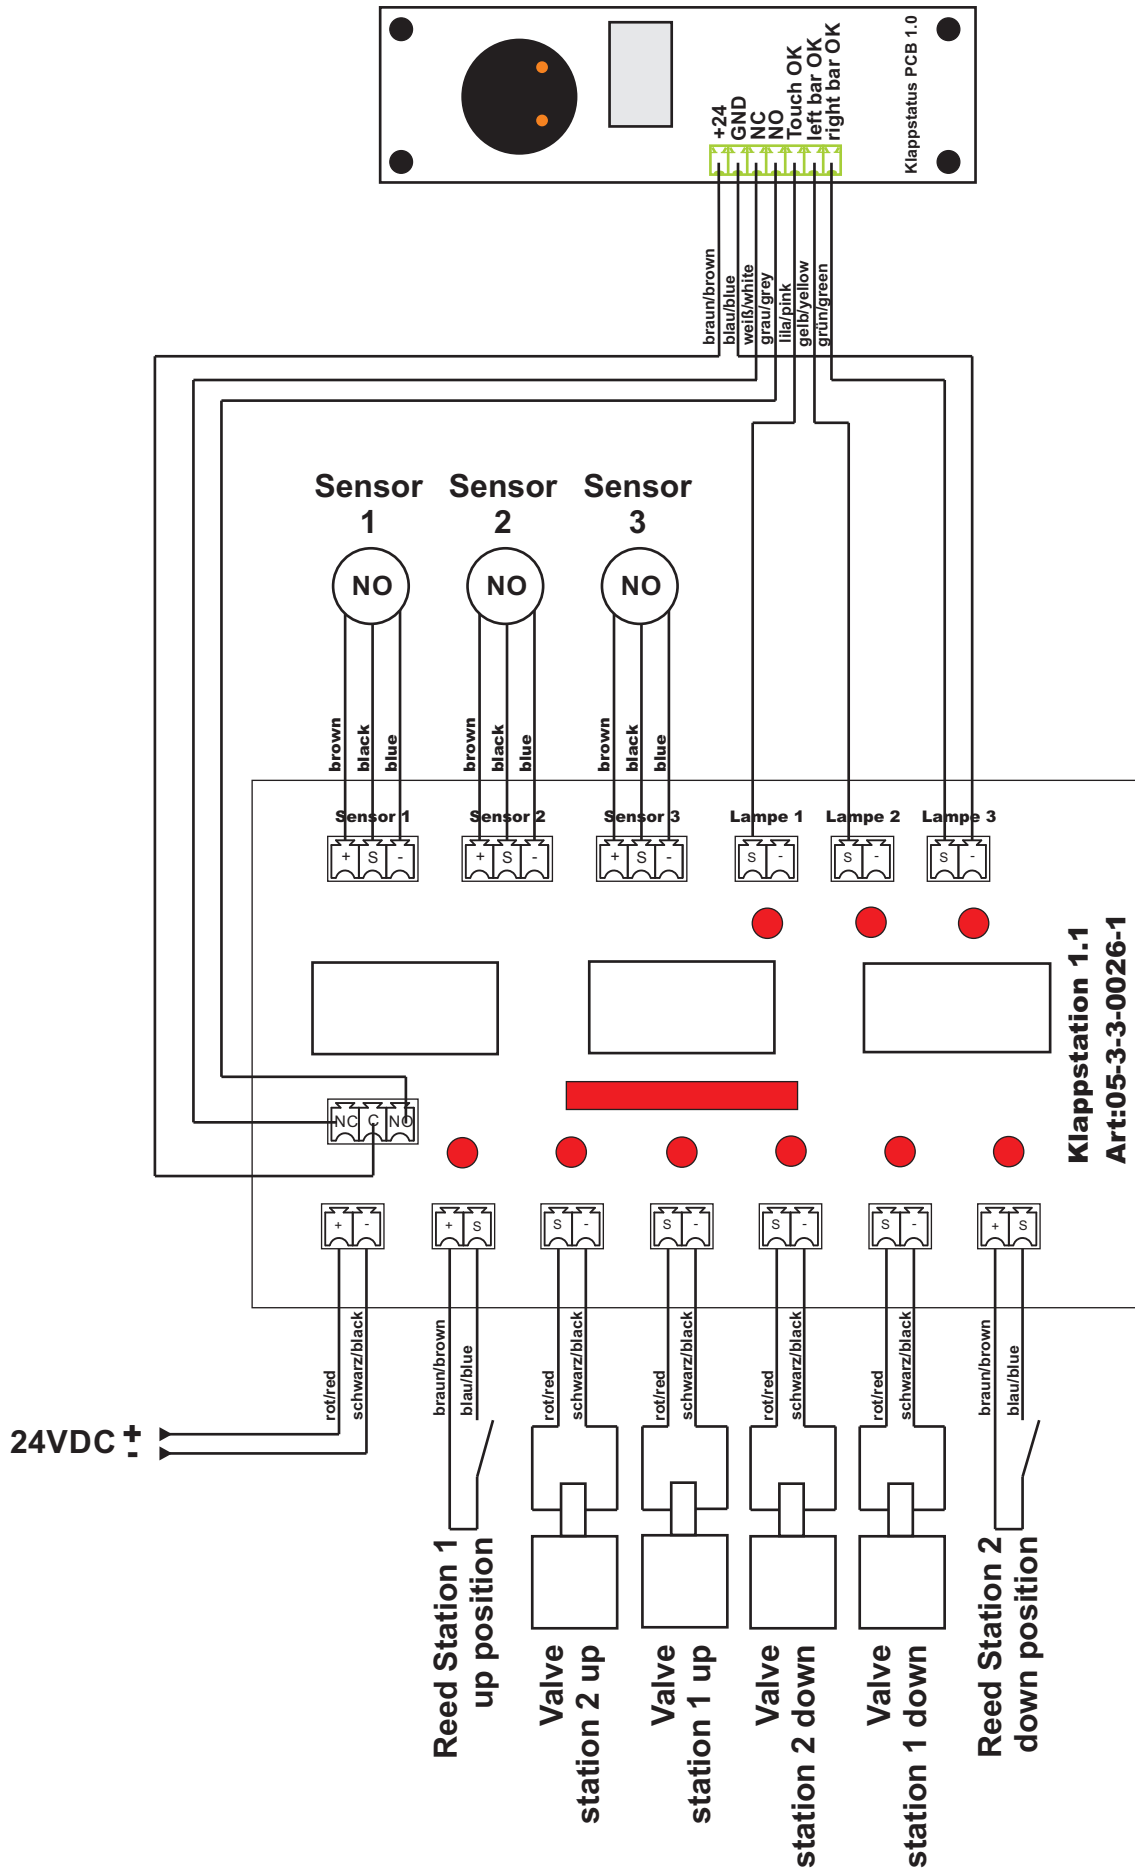 Klappstatus PCB 1.0
+24
GND
NC
NO
Touch OK
left bar OK
right bar OK
braun/brown
blau/blue
weiß/white
grau/grey
lila/pink
gelb/yellow
grün/green
Sensor 1
Sensor 2
Sensor 3
NO
NO
NO
brown
black
blue
brown
black
blue
brown
black
blue
Sensor 1
Sensor 2
Sensor 3
Lampe 1
Lampe 2
Lampe 3
+ S -
+ S -
+ S -
S -
S -
S -
Klappstation 1.1
Art:05-3-3-0026-1
NC C NO
+ -
+ S
S -
S -
S -
S -
+ S
rot/red
schwarz/black
braun/brown
blau/blue
rot/red
schwarz/black
rot/red
schwarz/black
rot/red
schwarz/black
rot/red
schwarz/black
braun/brown
blau/blue
24VDC +
-
Reed Station 1
up position
Valve
station 2 up
Valve
station 1 up
Valve
station 2 down
Valve
station 1 down
Reed Station 2
down position